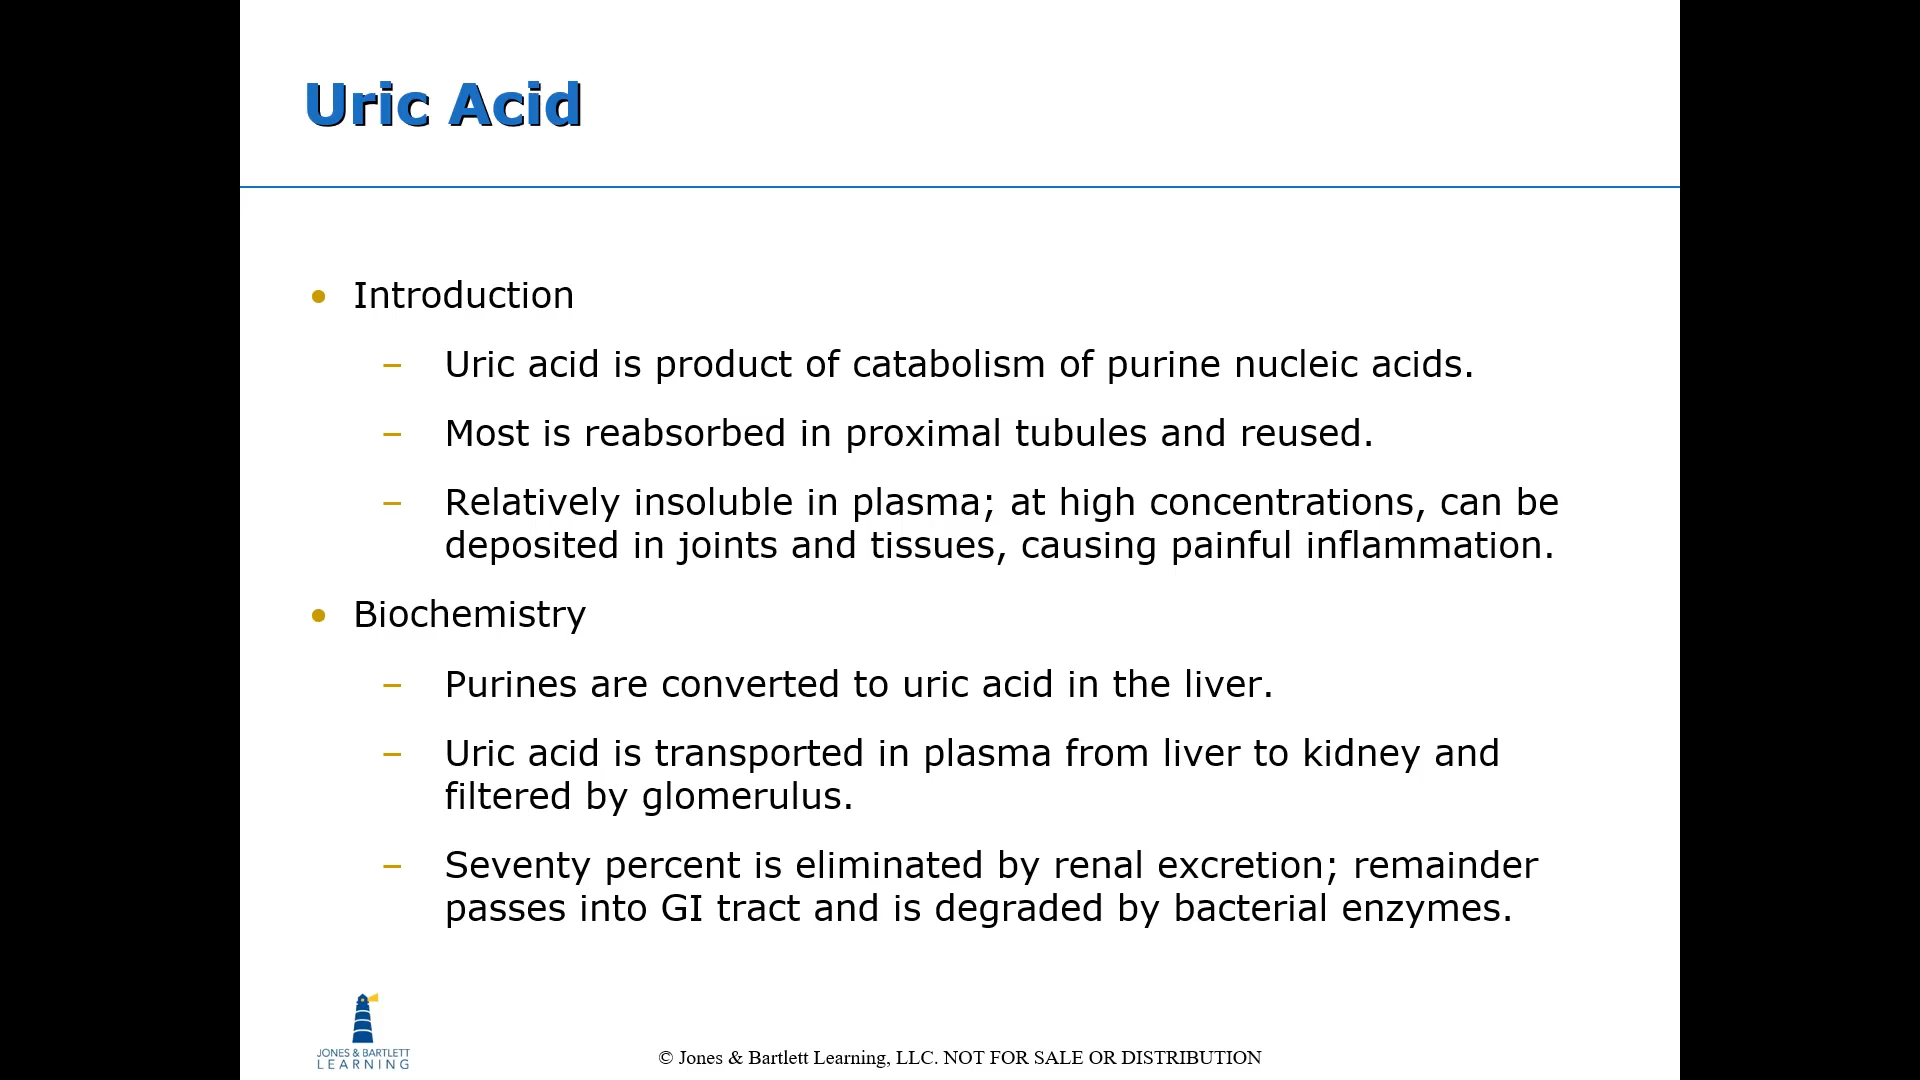 Uric Acid
• Introduction
– Uric acid is product of catabolism of purine nucleic acids.
– Most is reabsorbed in proximal tubules and reused.
– Relatively insoluble in plasma; at high concentrations, can be
deposited in joints and tissues, causing painful inflammation.
• Biochemistry
– Purines are converted to uric acid in the liver.
– Uric acid is transported in plasma from liver to kidney and
filtered by glomerulus.
– Seventy percent is eliminated by renal excretion; remainder
passes into GI tract and is degraded by bacterial enzymes.
JONES & BARTLETT
LEARNING
© Jones & Bartlett Learning, LLC. NOT FOR SALE OR DISTRIBUTION